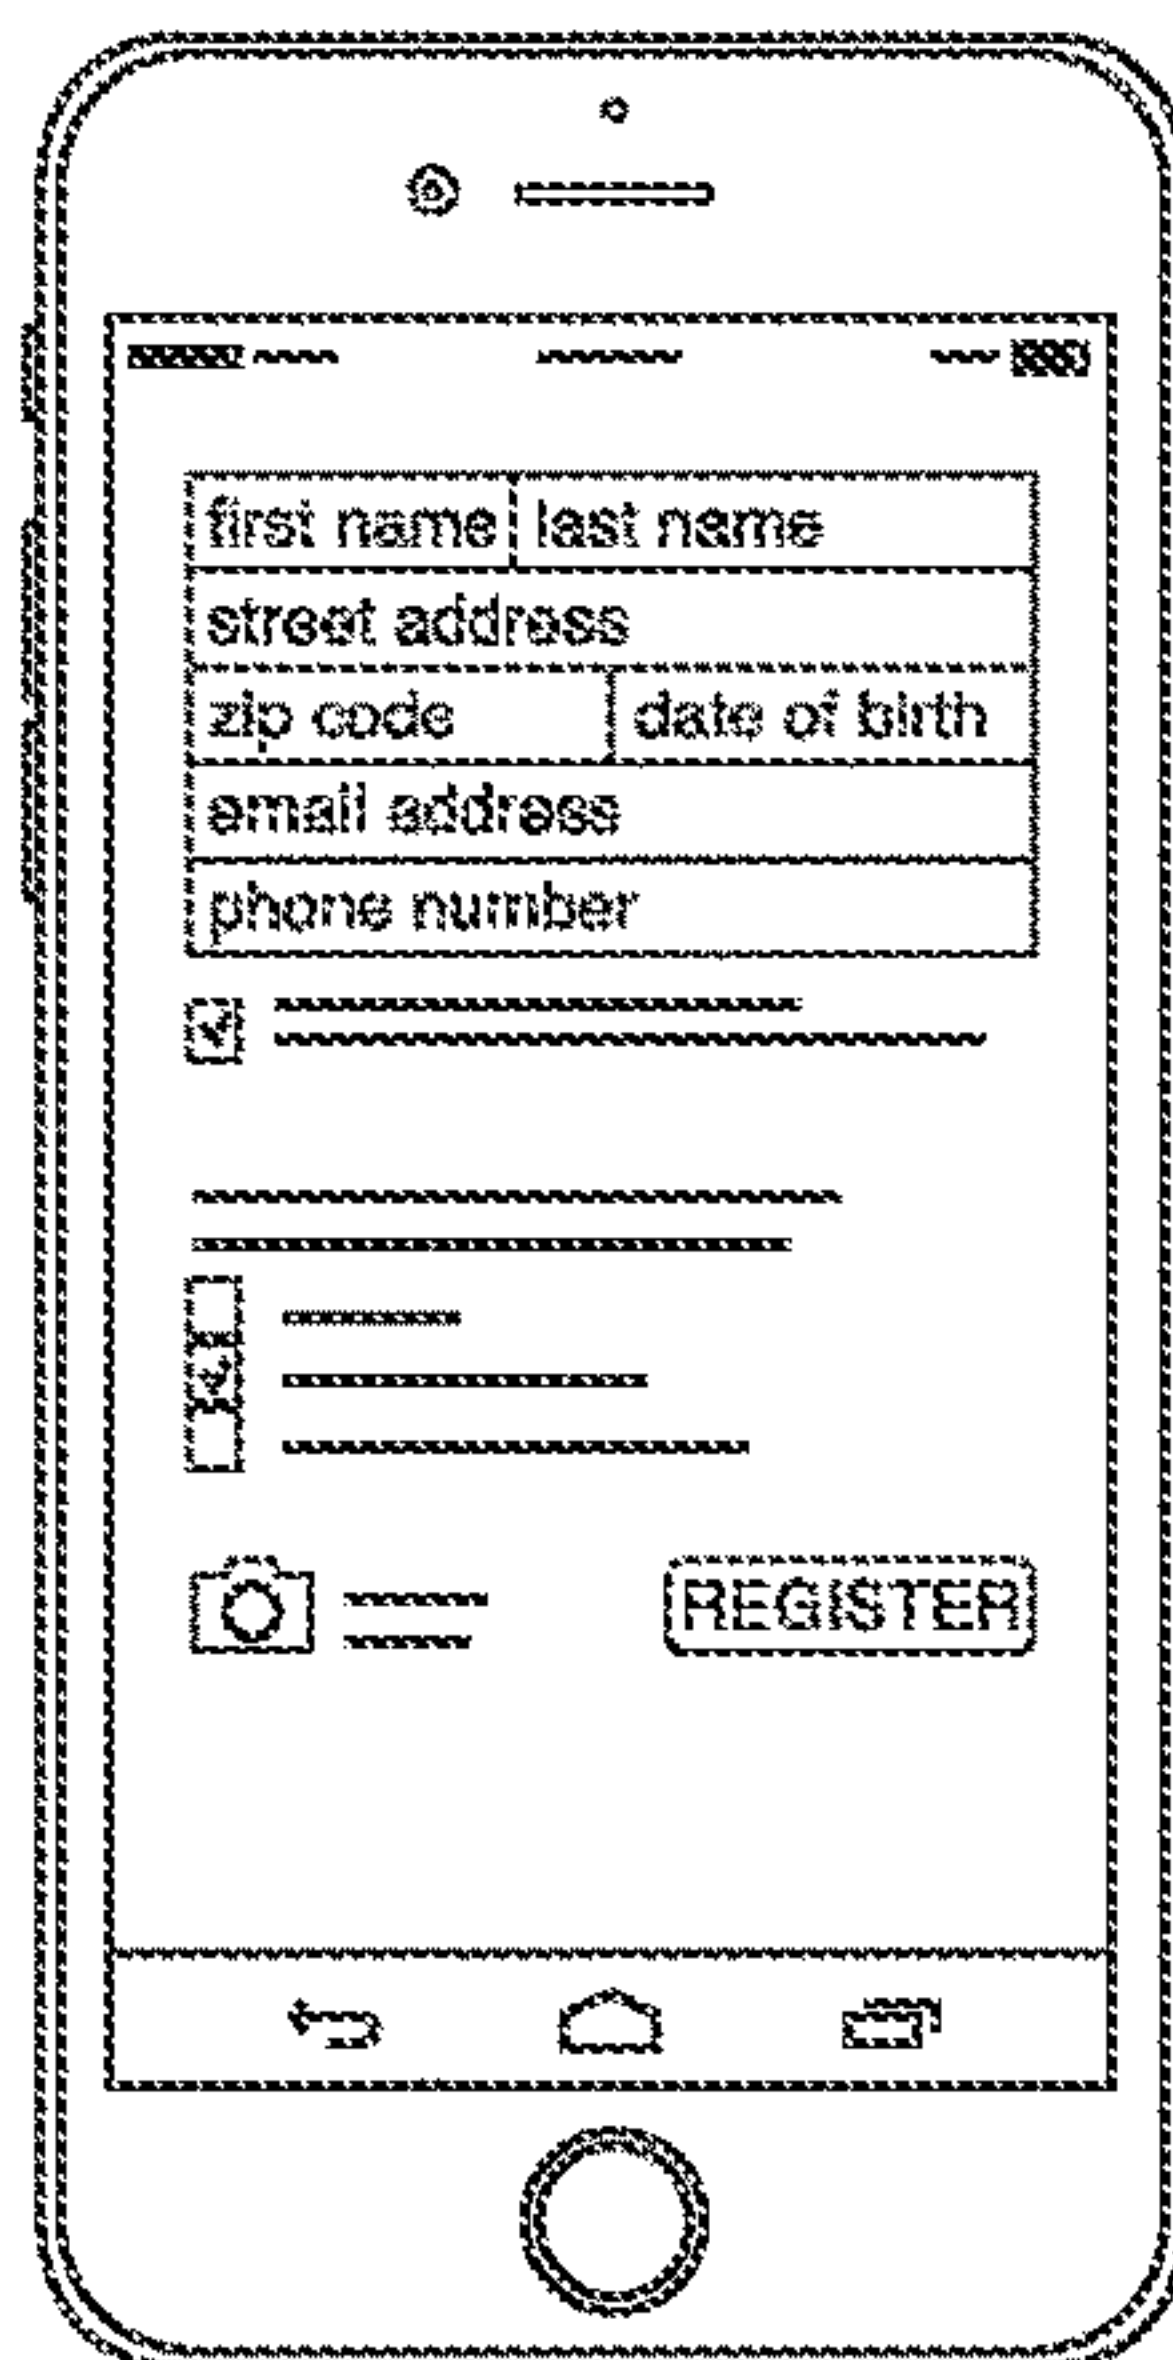 first name last name
street address
zip code date of birth
email address
phone number
REGISTER